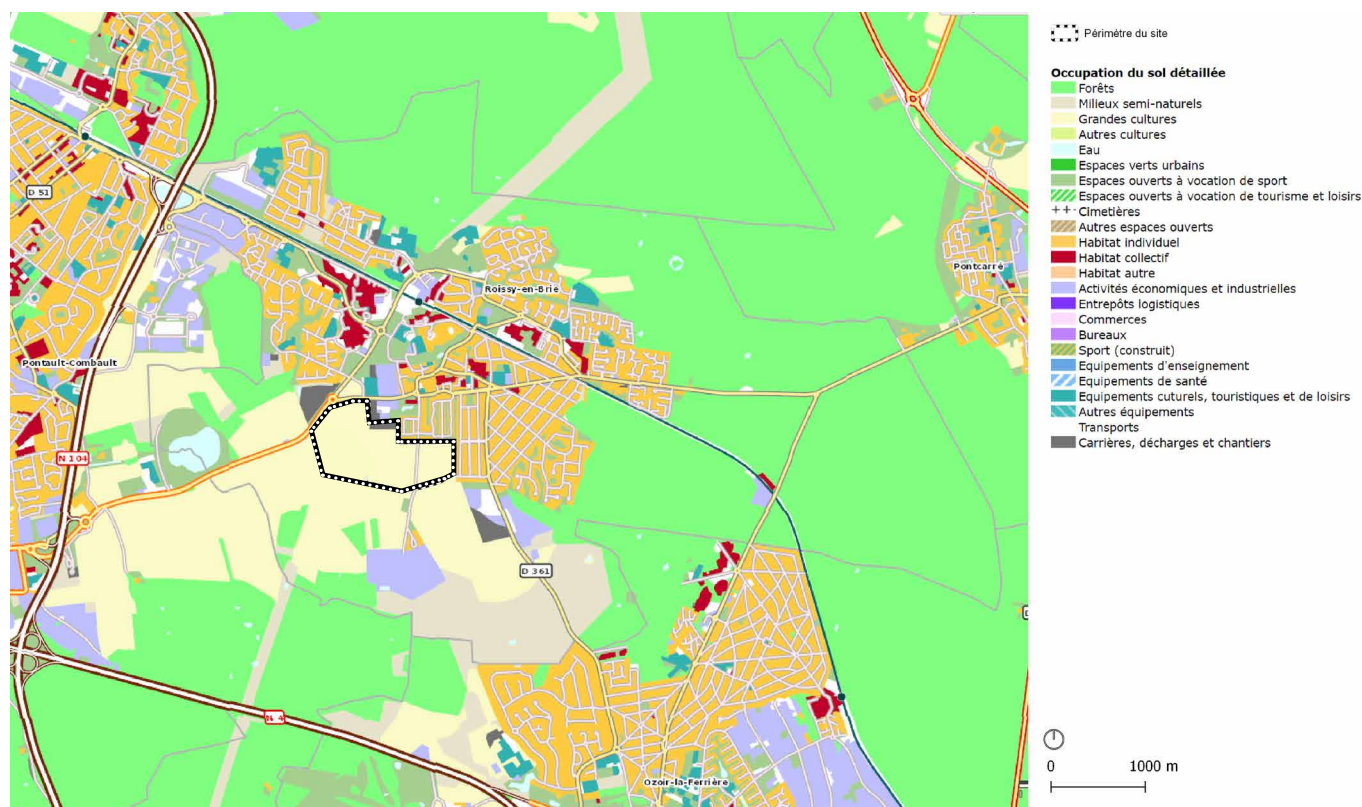 D 51
Pontcarré
Roissy-en-Brie
Pontault-Combault
N 104
D 361
N 4
Ozoir-la-Ferrière
Périmètre du site
Occupation du sol détaillée
Forêts
Milieux semi-naturels
Grandes cultures
Autres cultures
Eau
Espaces verts urbains
Espaces ouverts à vocation de sport
Espaces ouverts à vocation de tourisme et loisirs
Cimetières
Autres espaces ouverts
Habitat individuel
Habitat collectif
Habitat autre
Activités économiques et industrielles
Entrepôts logistiques
Commerces
Bureaux
Sport (construit)
Equipements d'enseignement
Equipements de santé
Equipements cuturels, touristiques et de loisirs
Autres équipements
Transports
Carrières, décharges et chantiers
0 1000 m